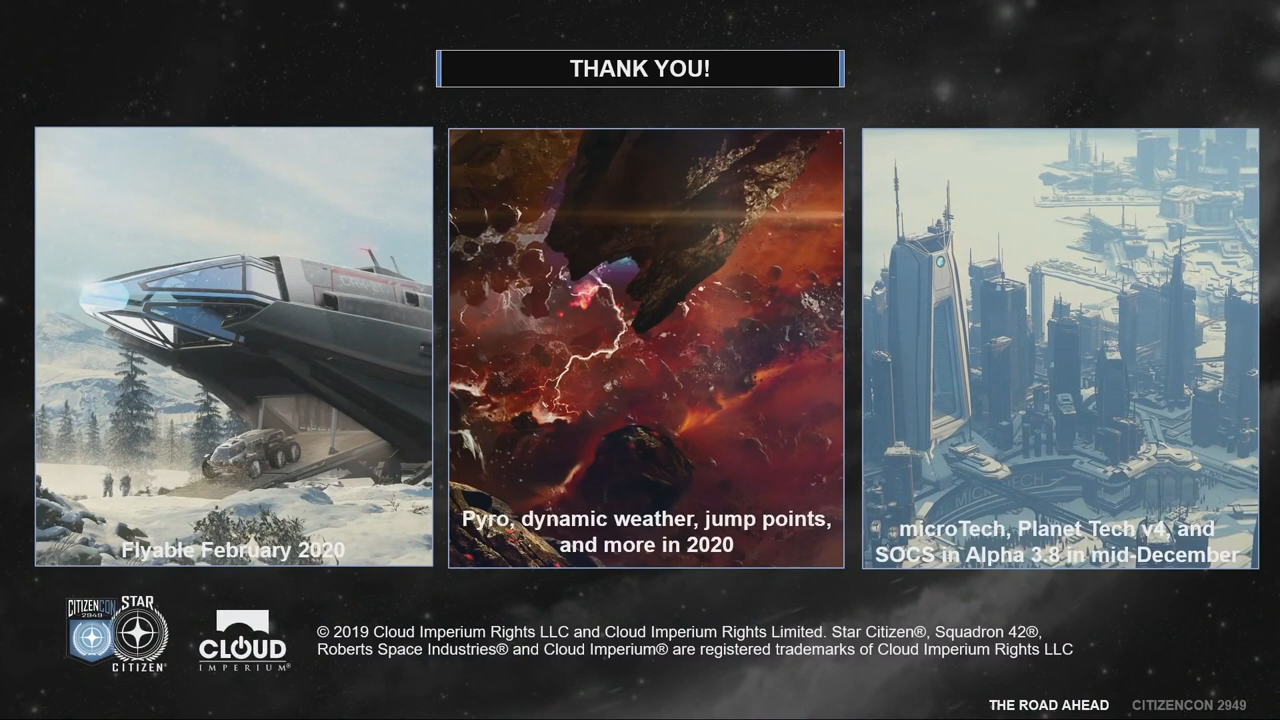 THANK YOU!
Flyable February 2020
Pyro, dynamic weather, jump points,
and more in 2020
microTech, Planet Tech v4, and
SOCS in Alpha 3.8 in mid-December
MICROTECH
CITIZENCON
2949
STAR
CITIZEN®
CLOUD
IMPERIUM®
© 2019 Cloud Imperium Rights LLC and Cloud Imperium Rights Limited. Star Citizen®, Squadron 42®,
Roberts Space Industries® and Cloud Imperium® are registered trademarks of Cloud Imperium Rights LLC
THE ROAD AHEAD CITIZENCON 2949